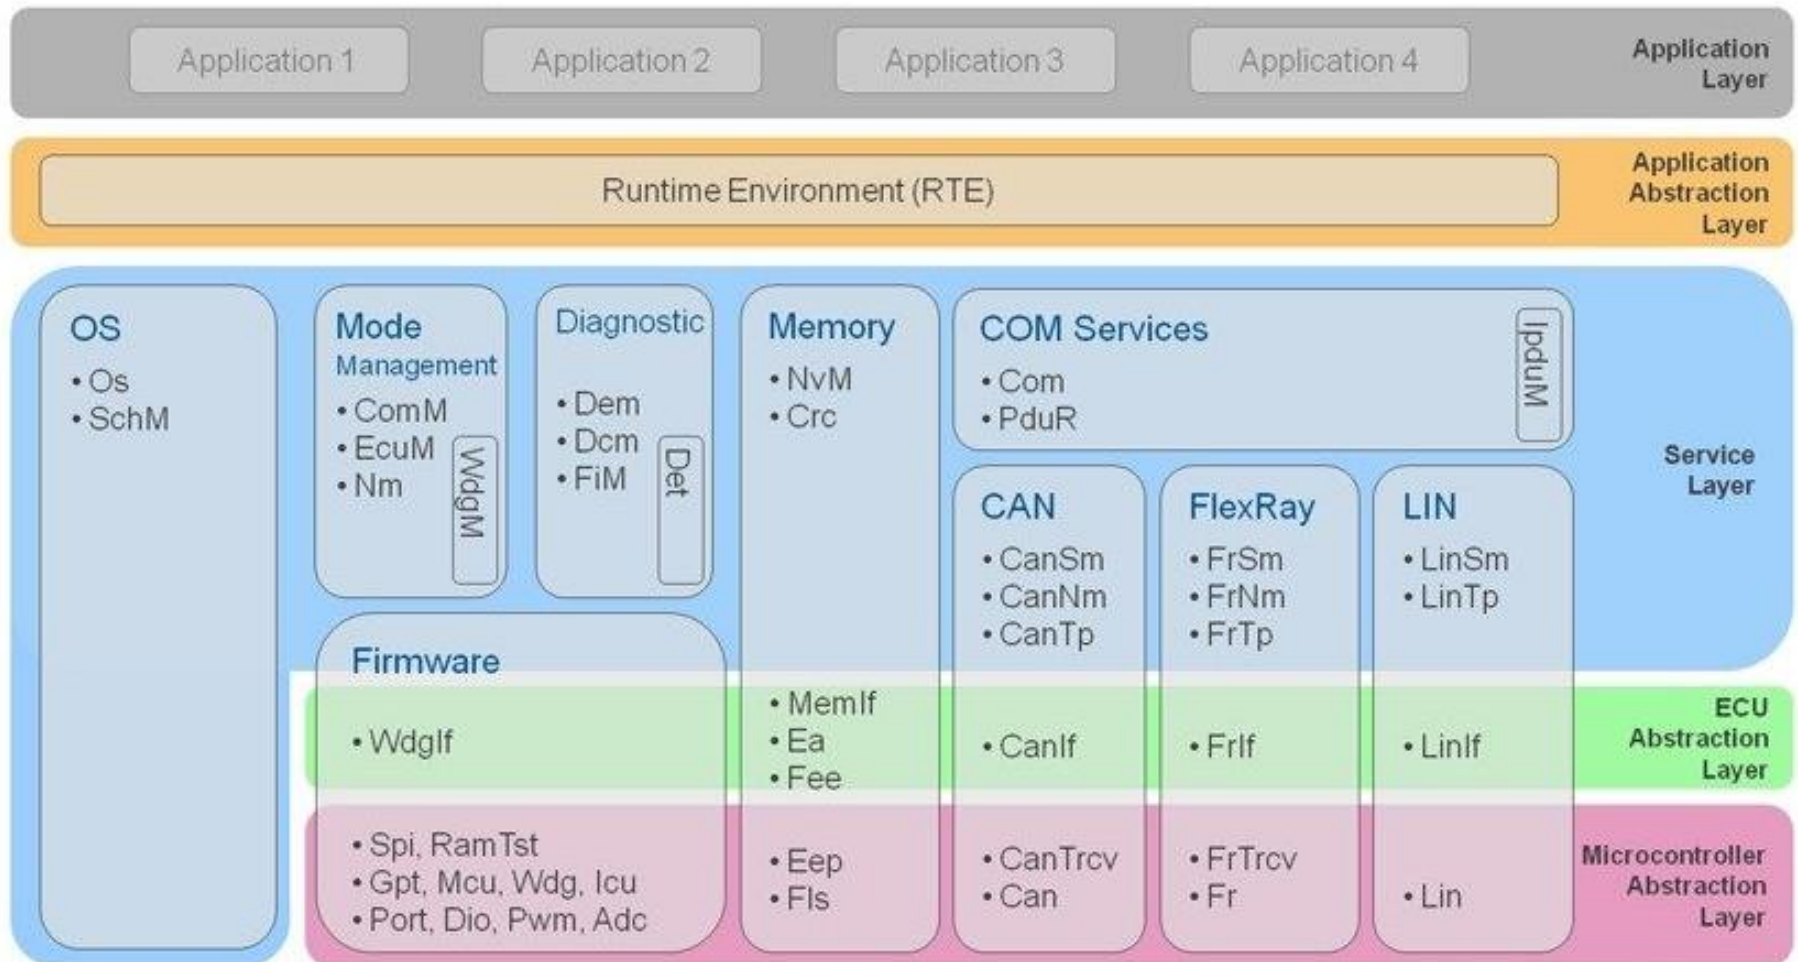 Application 1
Application 2
Application 3
Application 4
Application
Layer
Runtime Environment (RTE)
Application
Abstraction
Layer
OS
• Os
• SchM
Mode
Management
• ComM
• EcuM
• Nm
WdgM
Diagnostic
• Dem
• Dcm
• FiM
Det
Memory
• NvM
• Crc
COM Services
• Com
• PduR
IpduM
CAN
• CanSm
• CanNm
• CanTp
FlexRay
• FrSm
• FrNm
• FrTp
LIN
• LinSm
• LinTp
Service
Layer
Firmware
• WdgIf
• MemIf
• Ea
• Fee
• CanIf
• FrIf
• LinIf
ECU
Abstraction
Layer
• Spi, RamTst
• Gpt, Mcu, Wdg, Icu
• Port, Dio, Pwm, Adc
• Eep
• Fls
• CanTrcv
• Can
• FrTrcv
• Fr
• Lin
Microcontroller
Abstraction
Layer